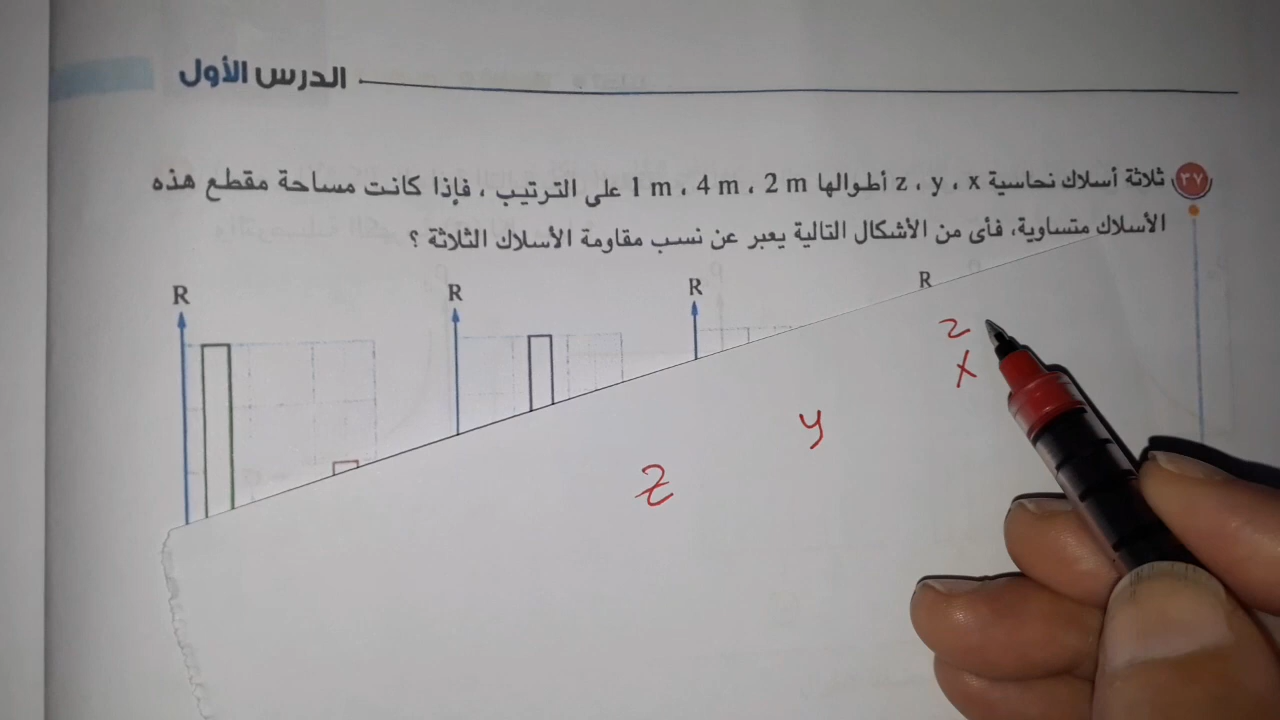 الدرس الأول
٣٧ ثلاثة أسلاك نحاسية z ، y ، x أطوالها 1 m ، 4 m ، 2 m على الترتيب ، فإذا كانت مساحة مقطع هذه
الأسلاك متساوية، فأى من الأشكال التالية يعبر عن نسب مقاومة الأسلاك الثلاثة ؟
R
R
R
R
z
x
y
z